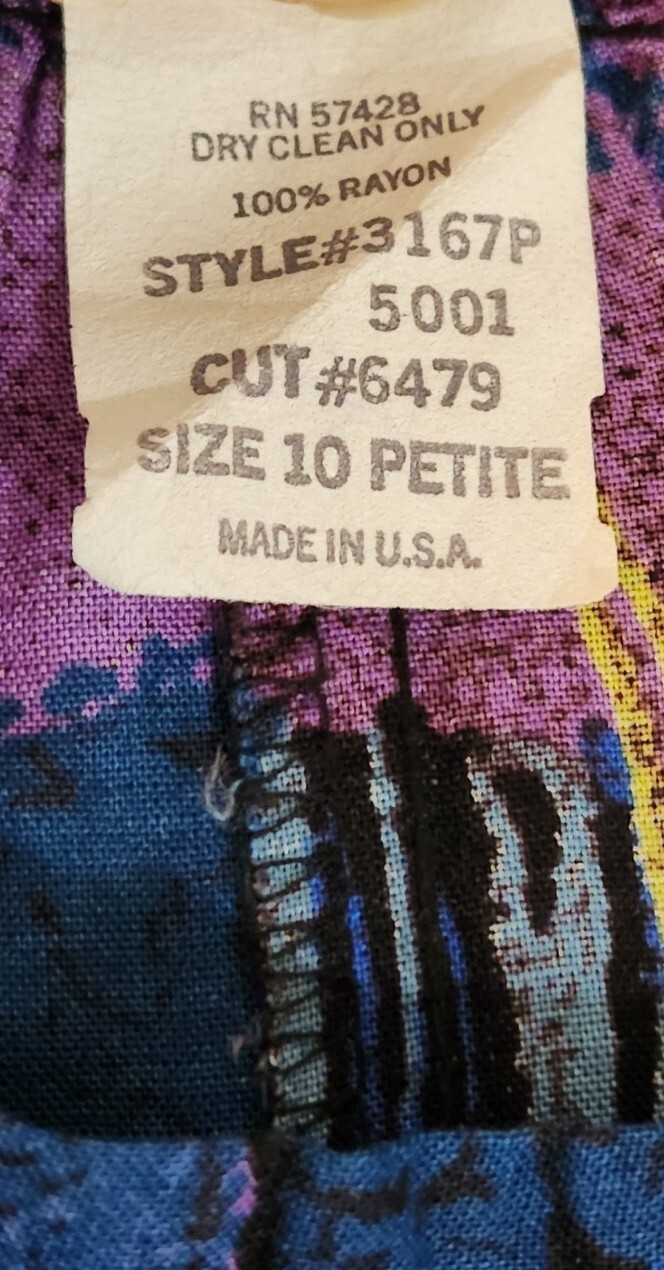 RN 57428
DRY CLEAN ONLY
100% RAYON
STYLE#3167P
5001
CUT#6479
SIZE 10 PETITE
MADE IN U.S.A.